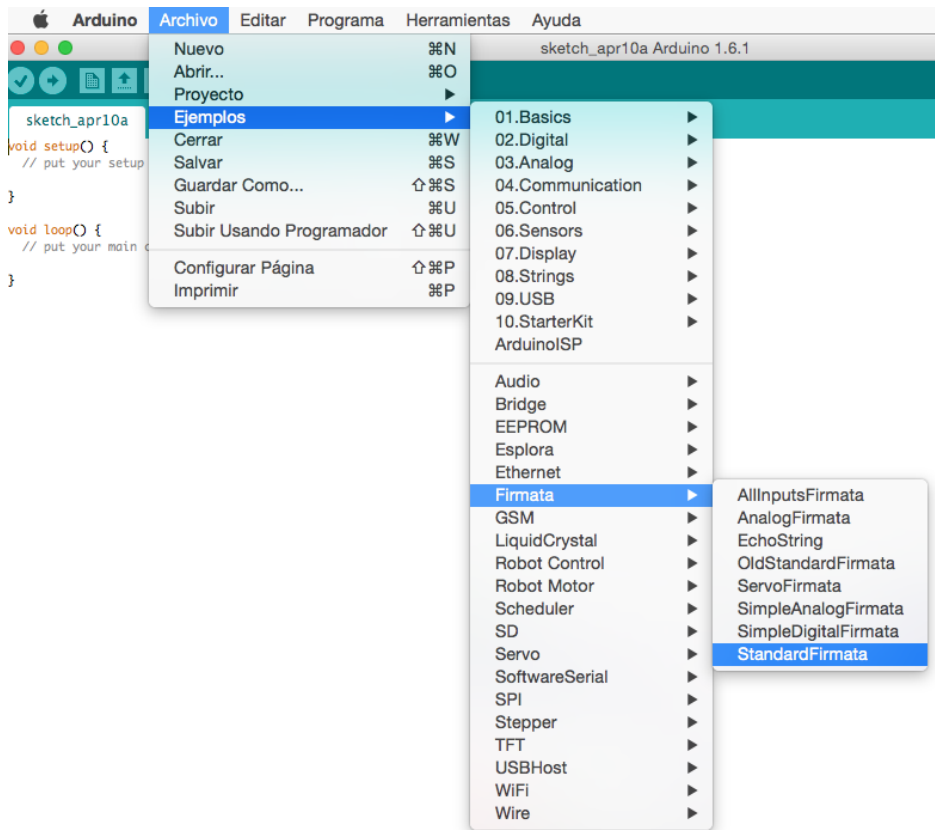 Arduino Archivo Editar Programa Herramientas Ayuda
sketch_apr10a Arduino 1.6.1
sketch_apr10a
void setup() {
// put your setup
}
void loop() {
// put your main
}
Nuevo ⌘N
Abrir... ⌘O
Proyecto ▶
Ejemplos ▶
Cerrar ⌘W
Salvar ⌘S
Guardar Como... ⇧⌘S
Subir ⌘U
Subir Usando Programador ⇧⌘U
Configurar Página ⇧⌘P
Imprimir ⌘P
01.Basics ▶
02.Digital ▶
03.Analog ▶
04.Communication ▶
05.Control ▶
06.Sensors ▶
07.Display ▶
08.Strings ▶
09.USB ▶
10.StarterKit ▶
ArduinoISP
Audio ▶
Bridge ▶
EEPROM ▶
Esplora ▶
Ethernet ▶
Firmata ▶
GSM ▶
LiquidCrystal ▶
Robot Control ▶
Robot Motor ▶
Scheduler ▶
SD ▶
Servo ▶
SoftwareSerial ▶
SPI ▶
Stepper ▶
TFT ▶
USBHost ▶
WiFi ▶
Wire ▶
AllInputsFirmata
AnalogFirmata
EchoString
OldStandardFirmata
ServoFirmata
SimpleAnalogFirmata
SimpleDigitalFirmata
StandardFirmata